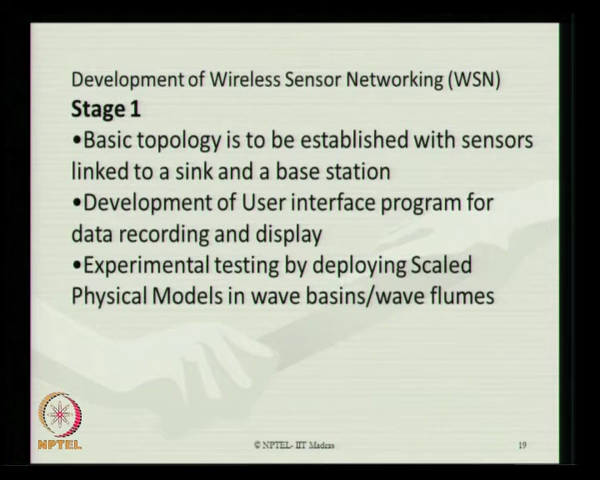 Development of Wireless Sensor Networking (WSN)
Stage 1
•Basic topology is to be established with sensors
linked to a sink and a base station
•Development of User interface program for
data recording and display
•Experimental testing by deploying Scaled
Physical Models in wave basins/wave flumes
NPTEL
© NPTEL- IIT Madras
19